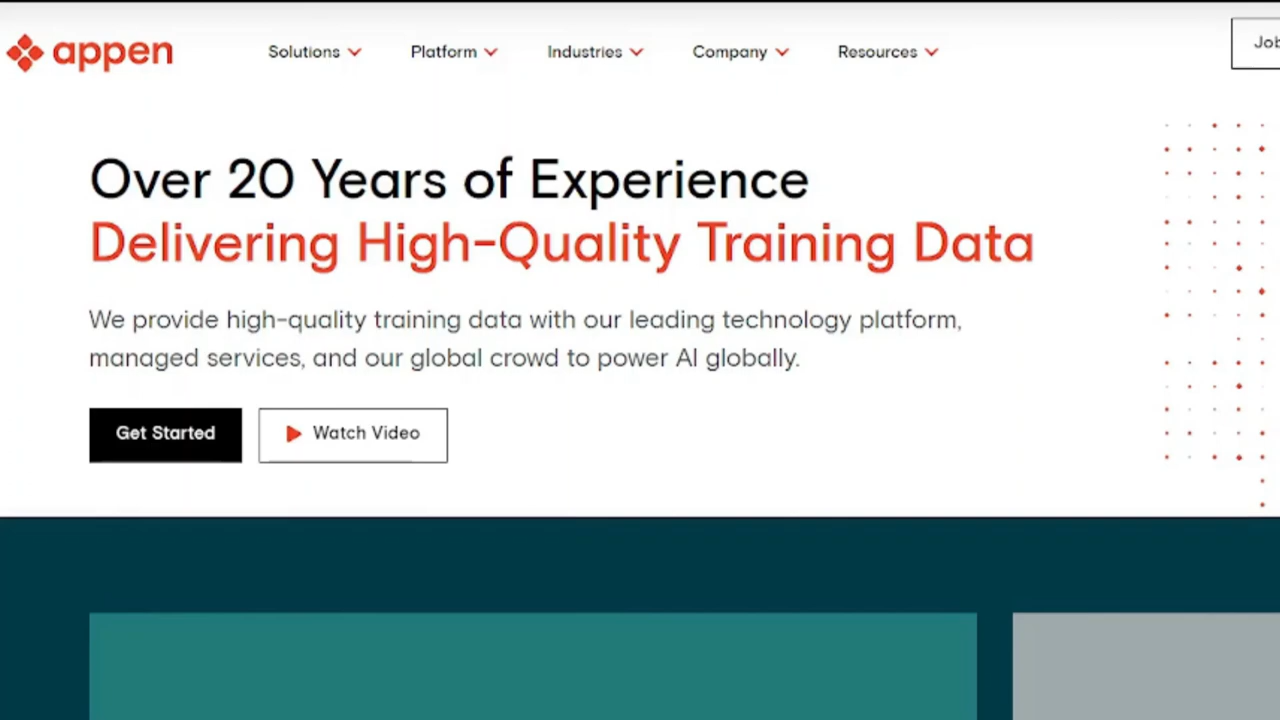 appen
Solutions
Platform
Industries
Company
Resources
Over 20 Years of Experience
Delivering High-Quality Training Data
We provide high-quality training data with our leading technology platform,
managed services, and our global crowd to power AI globally.
Get Started
Watch Video